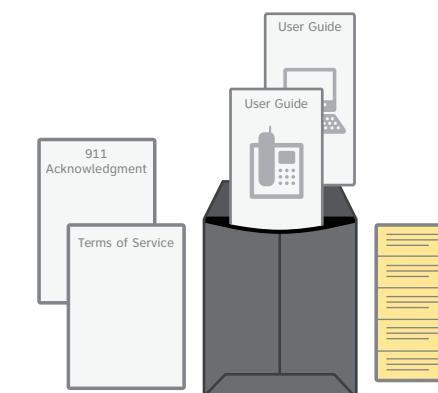 User Guide
User Guide
911
Acknowledgment
Terms of Service